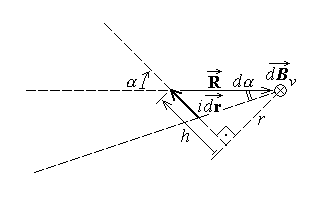 α
R⃗
dα
dB⃗ᵥ
idr⃗
h
r